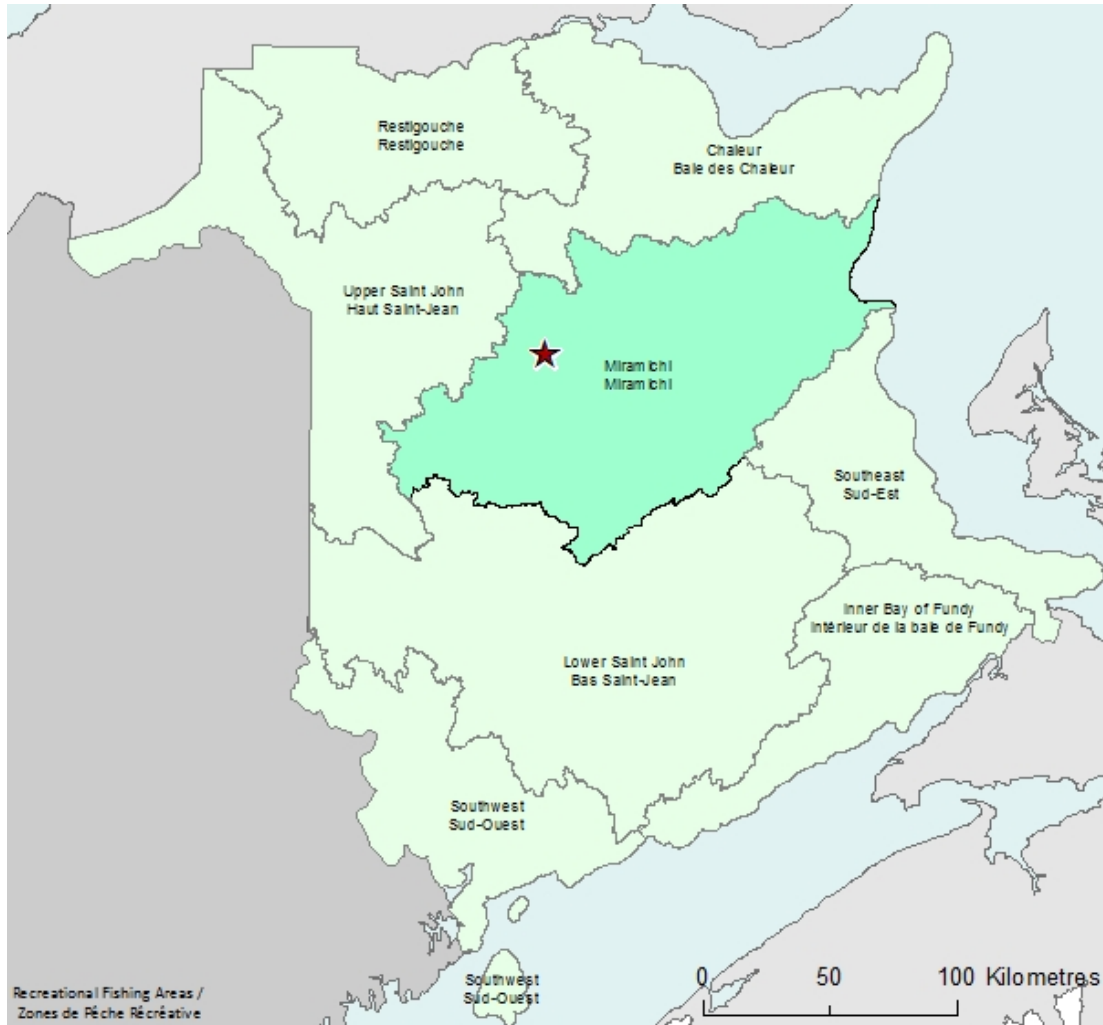 Restigouche
Restigouche
Chaleur
Baie des Chaleur
Upper Saint John
Haut Saint-Jean
Miramichi
Miramichi
Southeast
Sud-Est
Inner Bay of Fundy
Intérieur de la baie de Fundy
Lower Saint John
Bas Saint-Jean
Southwest
Sud-Ouest
Southwest
Sud-Ouest
0 50 100 Kilometres
Recreational Fishing Areas /
Zones de Pêche Récréative